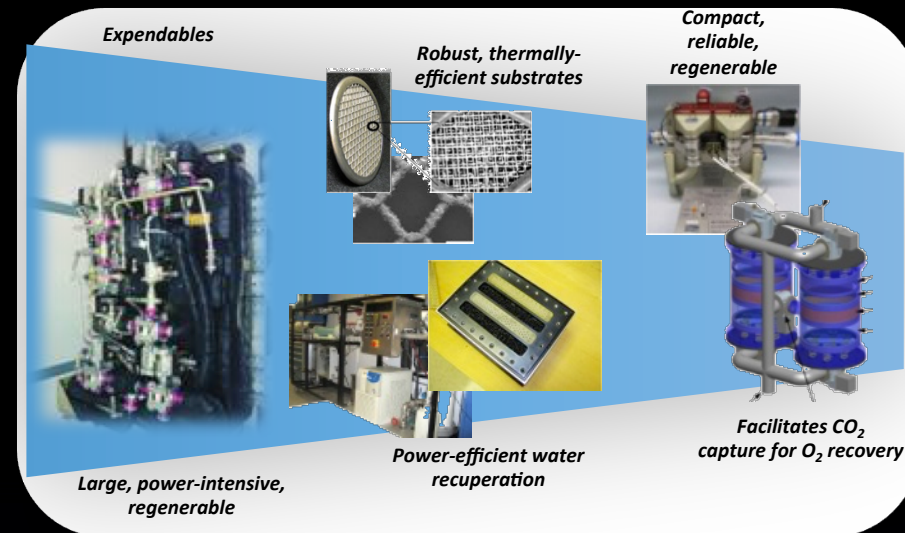 Expendables
Robust, thermally-
efficient substrates
Compact,
reliable,
regenerable
Large, power-intensive,
regenerable
Power-efficient water
recuperation
Facilitates CO₂
capture for O₂ recovery